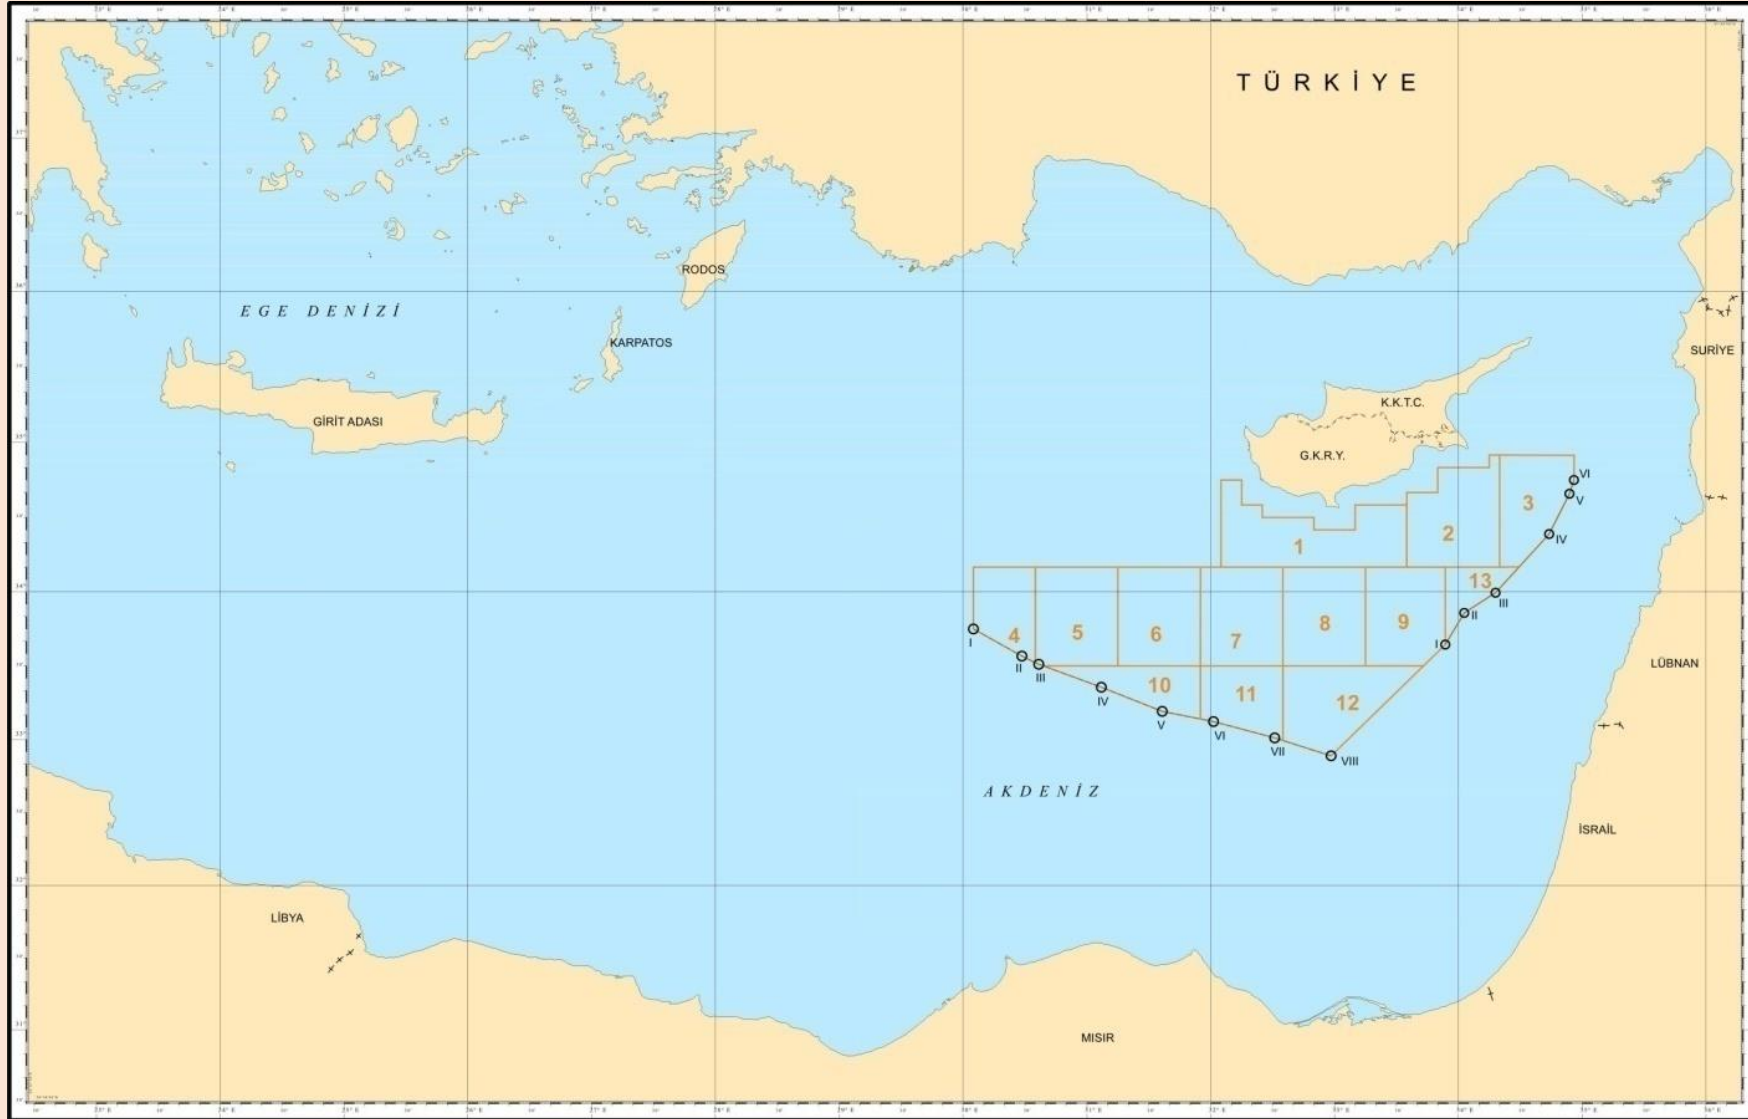 TÜRKİYE
RODOS
EGE DENİZİ
KARPATOS
SURİYE
K.K.T.C.
GİRİT ADASI
G.K.R.Y.
VI
V
3
2
IV
1
13
III
II
I
4
5
6
7
8
9
I
II
III
LÜBNAN
10
11
12
IV
V
VI
VII
VIII
AKDENİZ
İSRAİL
LİBYA
MISIR